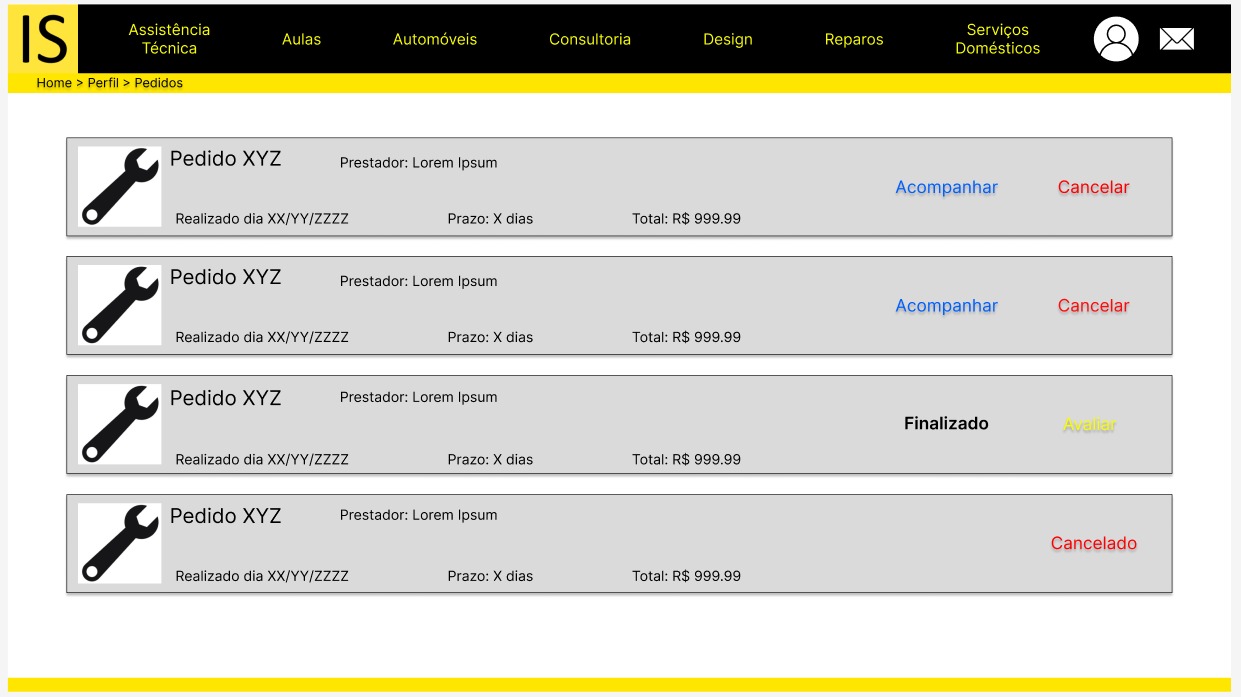 IS
Assistência
Técnica
Aulas
Automóveis
Consultoria
Design
Reparos
Serviços
Domésticos
Home > Perfil > Pedidos
Pedido XYZ
Prestador: Lorem Ipsum
Acompanhar
Cancelar
Realizado dia XX/YY/ZZZZ
Prazo: X dias
Total: R$ 999.99
Pedido XYZ
Prestador: Lorem Ipsum
Acompanhar
Cancelar
Realizado dia XX/YY/ZZZZ
Prazo: X dias
Total: R$ 999.99
Pedido XYZ
Prestador: Lorem Ipsum
Finalizado
Avaliar
Realizado dia XX/YY/ZZZZ
Prazo: X dias
Total: R$ 999.99
Pedido XYZ
Prestador: Lorem Ipsum
Cancelado
Realizado dia XX/YY/ZZZZ
Prazo: X dias
Total: R$ 999.99